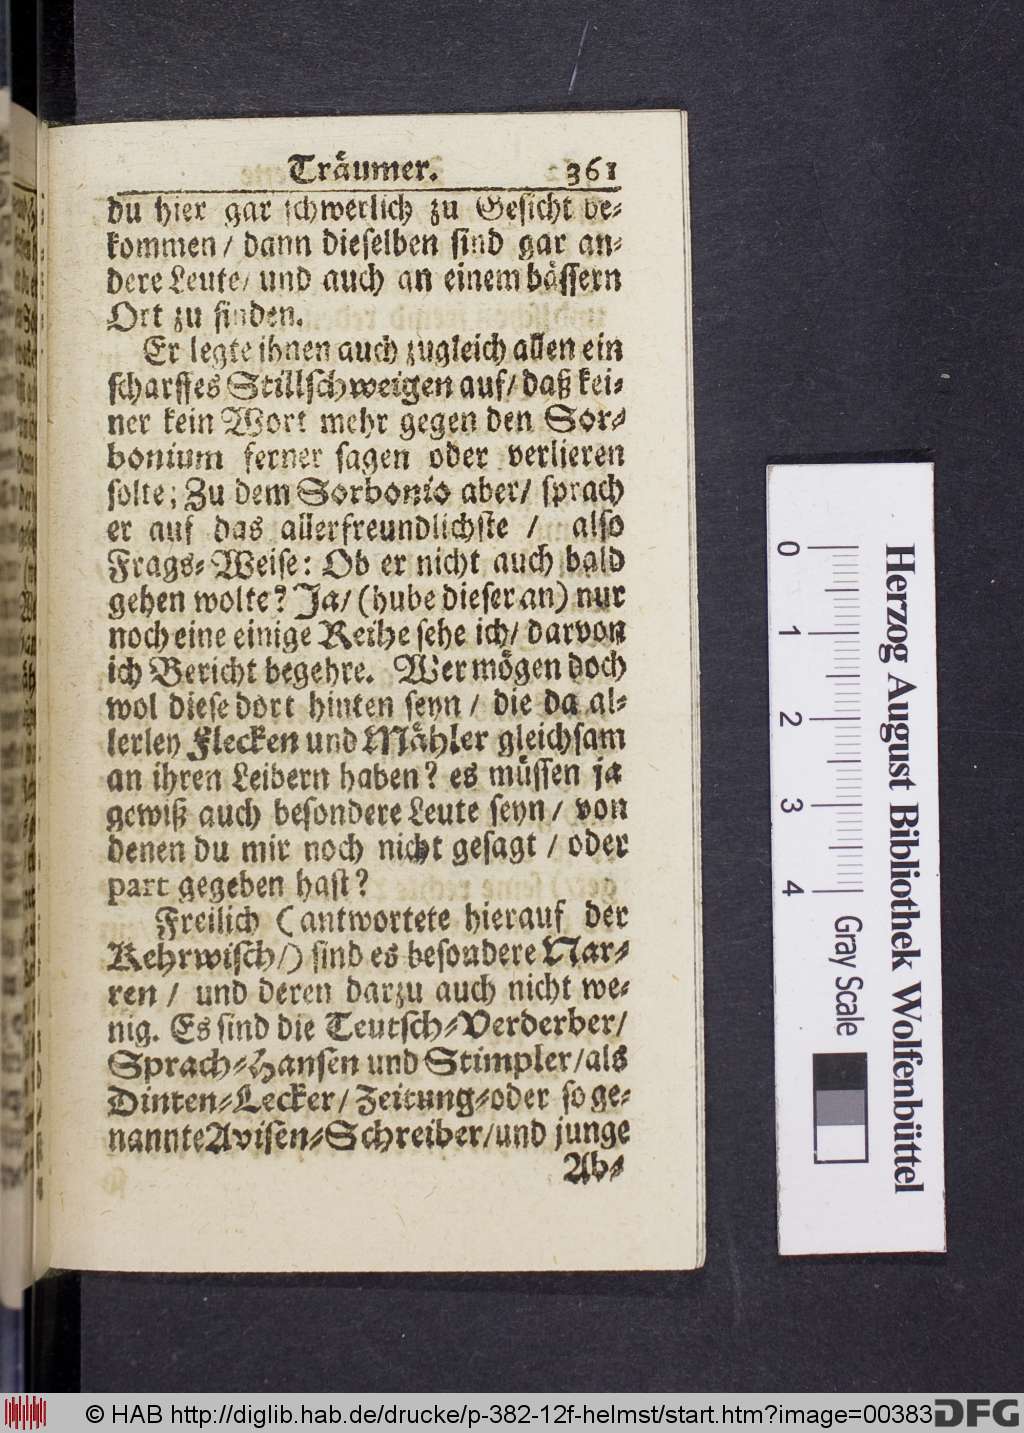 Träumer. 361
du hier gar schwerlich zu Gesicht be-
kommen / dann dieselben sind gar an-
dere Leute / und auch an einem bässern
Ort zu finden.
Er legte ihnen auch zugleich allen ein
scharffes Stillschweigen auf / daß kei-
ner kein Wort mehr gegen den Sor-
bonium ferner sagen oder verlieren
solte; Zu dem Sorbonio aber / sprach
er auf das allerfreundlichste / also
Frags-Weise: Ob er nicht auch bald
gehen wolte? Ja / (hube dieser an) nur
noch eine einige Reihe sehe ich / darvon
ich Bericht begehre. Wer mögen doch
wol diese dort hinten seyn / die da al-
lerley Flecken und Mähler gleichsam
an ihren Leibern haben? es müssen ja
gewiß auch besondere Leute seyn / von
denen du mir noch nicht gesagt / oder
part gegeben hast?
Freilich (antwortete hierauf der
Kehrwisch /) sind es besondere Nar-
ren / und deren darzu auch nicht we-
nig. Es sind die Teutsch-Verderber /
Sprach-Hansen und Stimpler / als
Dinten-Lecker / Zeitung-oder so ge-
nannte Avisen-Schreiber / und junge
Ab-
0 1 2 3 4 Gray Scale
Herzog August Bibliothek Wolfenbüttel
© HAB http://diglib.hab.de/drucke/p-382-12f-helmst/start.htm?image=00383
DFG